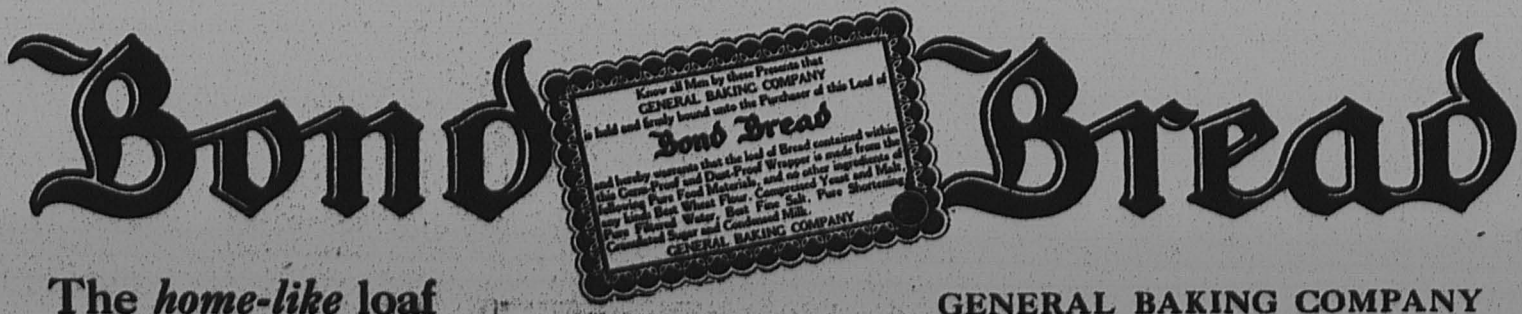 Bond Bread
Know all Men by these Presents that
GENERAL BAKING COMPANY
is held and firmly bound unto the Purchaser of this Loaf of
Bond Bread
and hereby warrants that the loaf of Bread contained within
this Germ-Proof and Dust-Proof Wrapper is made from the
following Pure Food Materials, and no other ingredients of
any kind: Best Wheat Flour, Compressed Yeast and Malt,
Pure Filtered Water, Best Fine Salt, Pure Shortening,
Granulated Sugar and Condensed Milk.
GENERAL BAKING COMPANY
The home-like loaf
GENERAL BAKING COMPANY